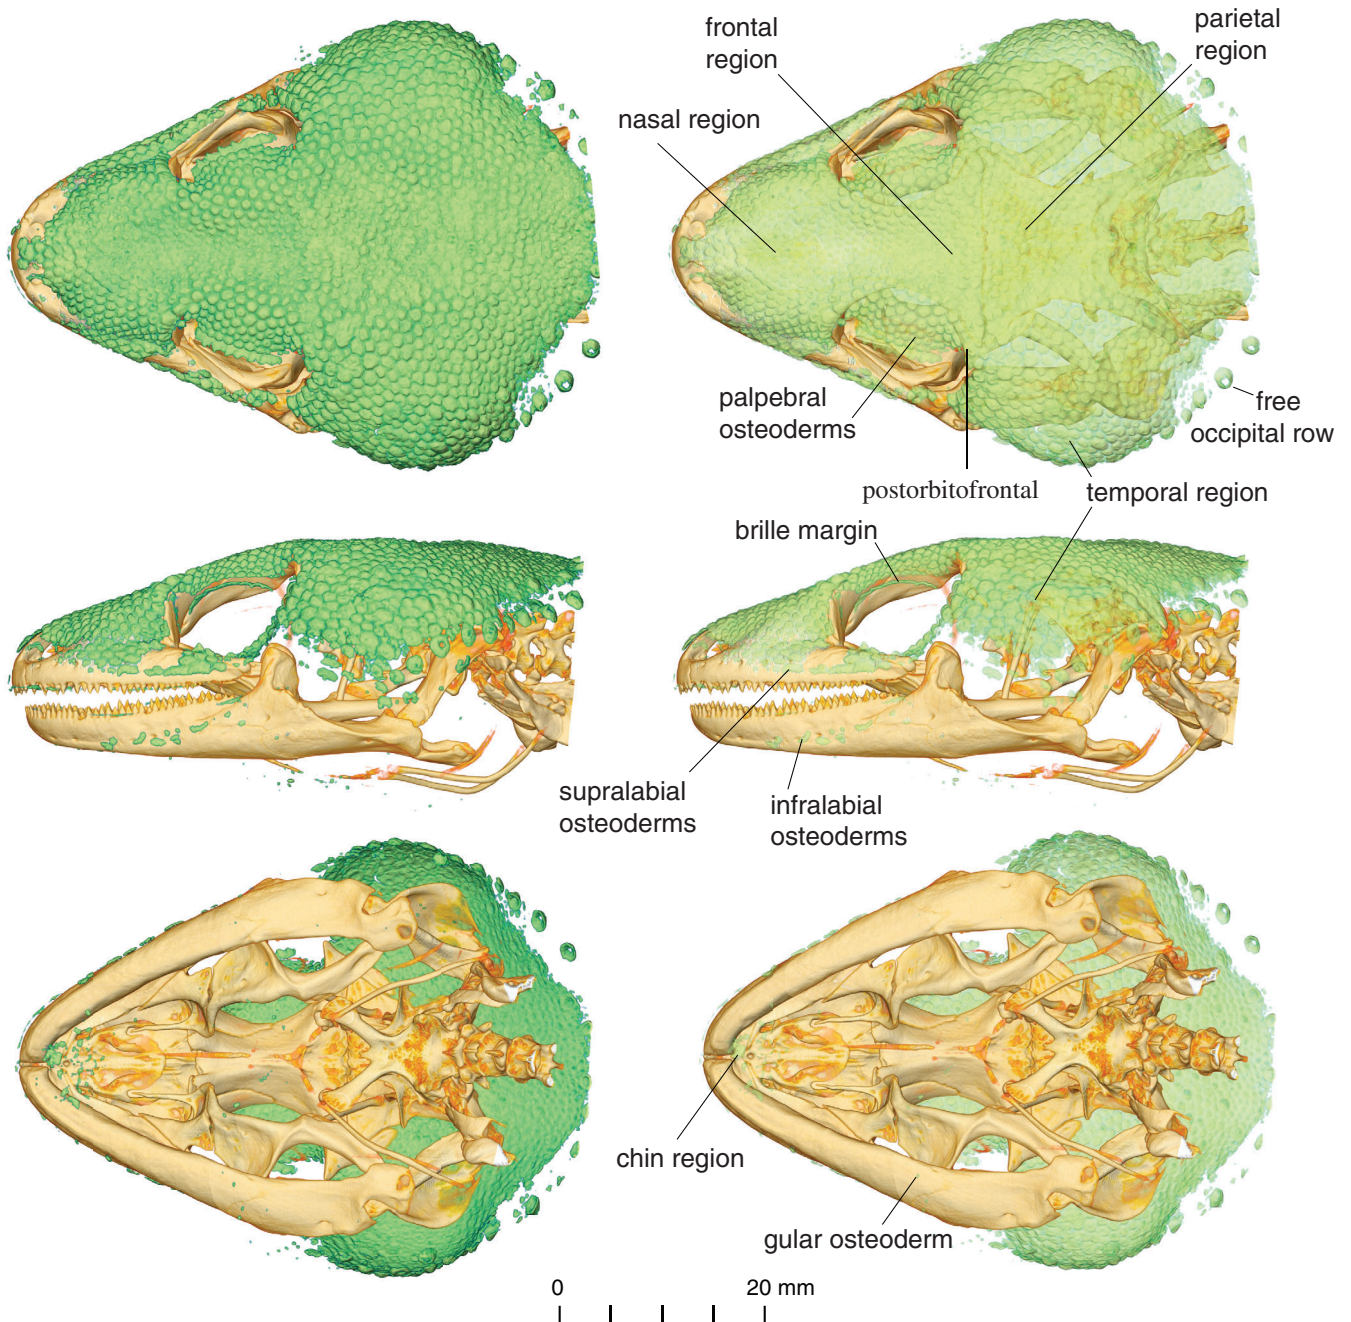 frontal
region
parietal
region
nasal region
palpebral
osteoderms
free
occipital row
postorbitofrontal
temporal region
brille margin
supralabial
osteoderms
infralabial
osteoderms
chin region
gular osteoderm
0
20 mm